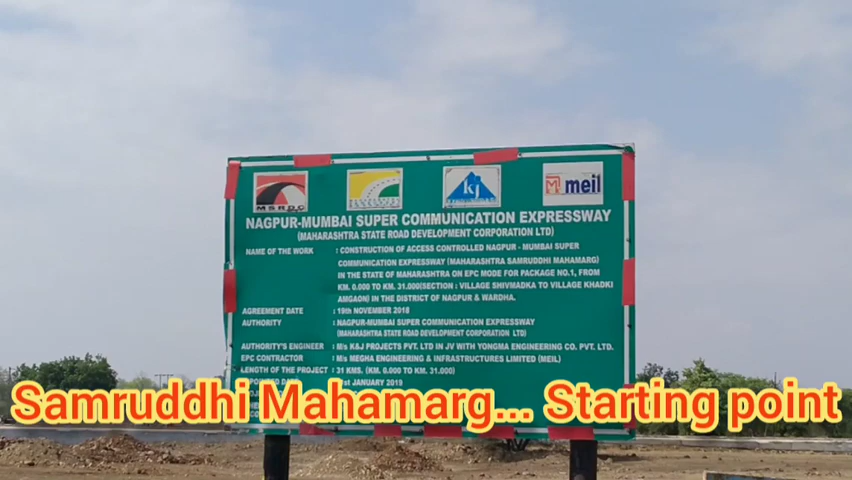 MSRDC
kj
meil
NAGPUR-MUMBAI SUPER COMMUNICATION EXPRESSWAY
(MAHARASHTRA STATE ROAD DEVELOPMENT CORPORATION LTD)
NAME OF THE WORK : CONSTRUCTION OF ACCESS CONTROLLED NAGPUR - MUMBAI SUPER
COMMUNICATION EXPRESSWAY (MAHARASHTRA SAMRUDDHI MAHAMARG)
IN THE STATE OF MAHARASHTRA ON EPC MODE FOR PACKAGE NO.1, FROM
KM. 0.000 TO KM. 31.000(SECTION : VILLAGE SHIVMADKA TO VILLAGE KHADKI
AMGAON) IN THE DISTRICT OF NAGPUR & WARDHA.
AGREEMENT DATE : 19th NOVEMBER 2018
AUTHORITY : NAGPUR-MUMBAI SUPER COMMUNICATION EXPRESSWAY
(MAHARASHTRA STATE ROAD DEVELOPMENT CORPORATION LTD)
AUTHORITY'S ENGINEER : M/s K&J PROJECTS PVT. LTD IN JV WITH YONGMA ENGINEERING CO. PVT. LTD.
EPC CONTRACTOR : M/s MEGHA ENGINEERING & INFRASTRUCTURES LIMITED (MEIL)
LENGTH OF THE PROJECT : 31 KMS. (KM. 0.000 TO KM. 31.000)
JANUARY 2019
Samruddhi Mahamarg... Starting point